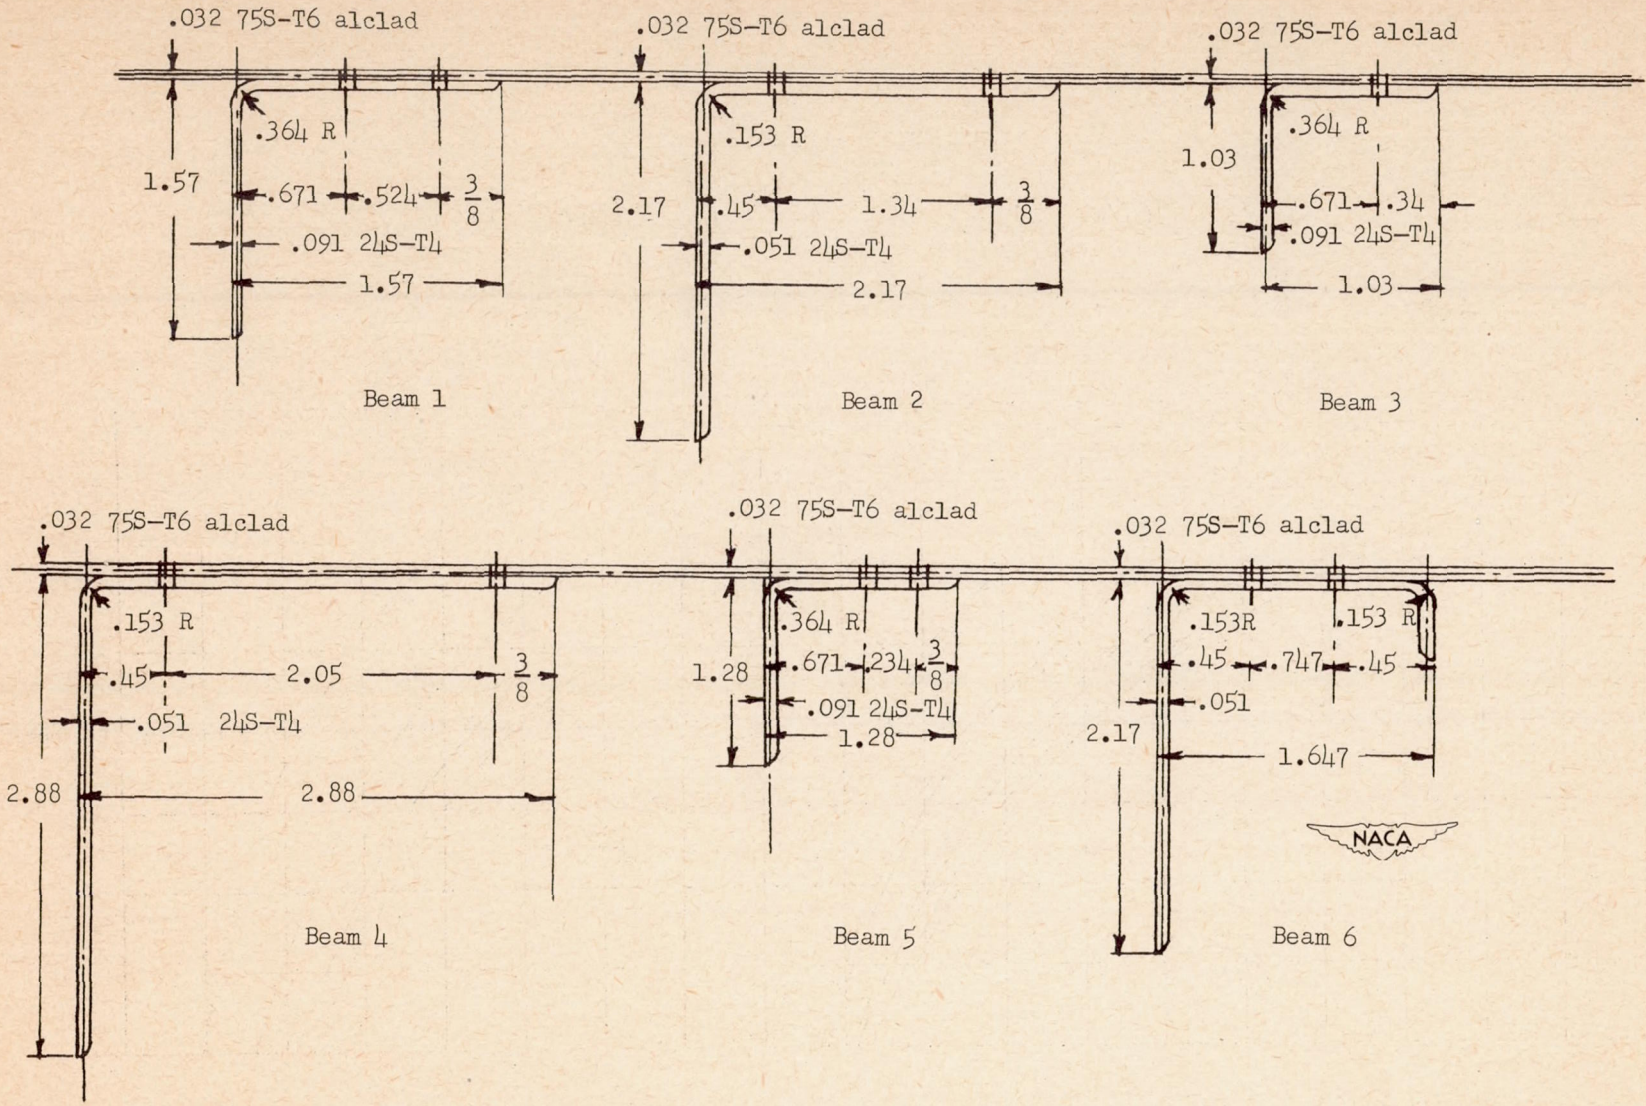 .032 75S-T6 alclad
.364 R
1.57
.671
.524
3/8
.091 24S-T4
1.57
Beam 1
.032 75S-T6 alclad
.153 R
2.17
.45
1.34
3/8
.051 24S-T4
2.17
Beam 2
.032 75S-T6 alclad
.364 R
1.03
.671
.34
.091 24S-T4
1.03
Beam 3
.032 75S-T6 alclad
.153 R
.45
2.05
3/8
.051 24S-T4
2.88
2.88
Beam 4
.032 75S-T6 alclad
.364 R
1.28
.671
.234
3/8
.091 24S-T4
1.28
Beam 5
.032 75S-T6 alclad
.153R
.153 R
.45
.747
.45
.051
2.17
1.647
NACA
Beam 6